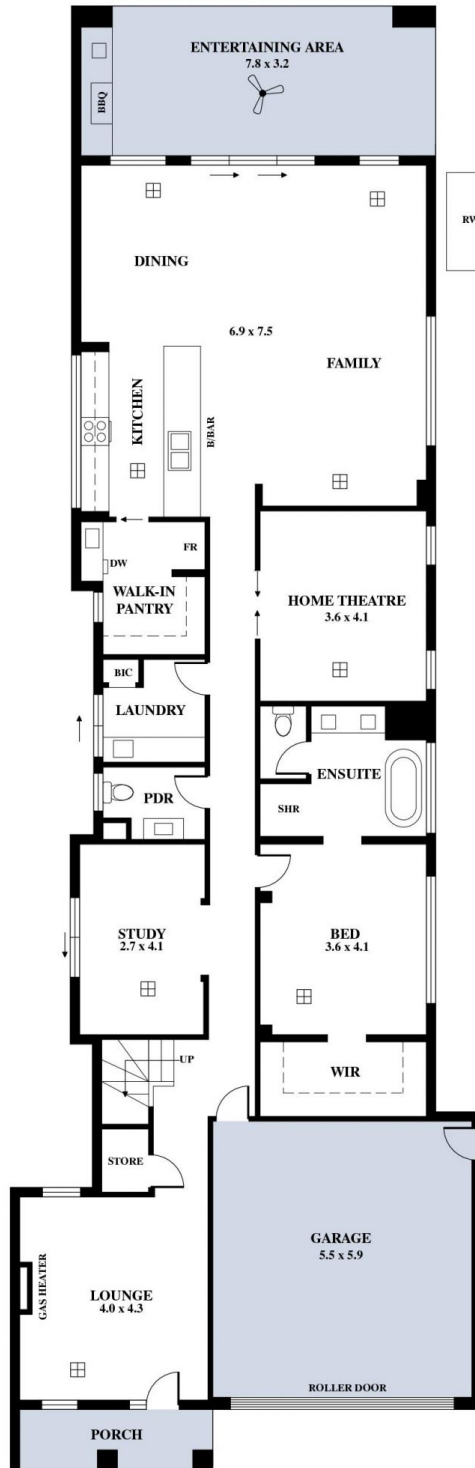 ENTERTAINING AREA
7.8 x 3.2
BBQ
DINING
6.9 x 7.5
FAMILY
KITCHEN
B/BAR
DW
FR
WALK-IN
PANTRY
HOME THEATRE
3.6 x 4.1
BIC
LAUNDRY
ENSUITE
PDR
SHR
STUDY
2.7 x 4.1
BED
3.6 x 4.1
UP
WIR
STORE
GARAGE
5.5 x 5.9
GAS HEATER
LOUNGE
4.0 x 4.3
ROLLER DOOR
PORCH